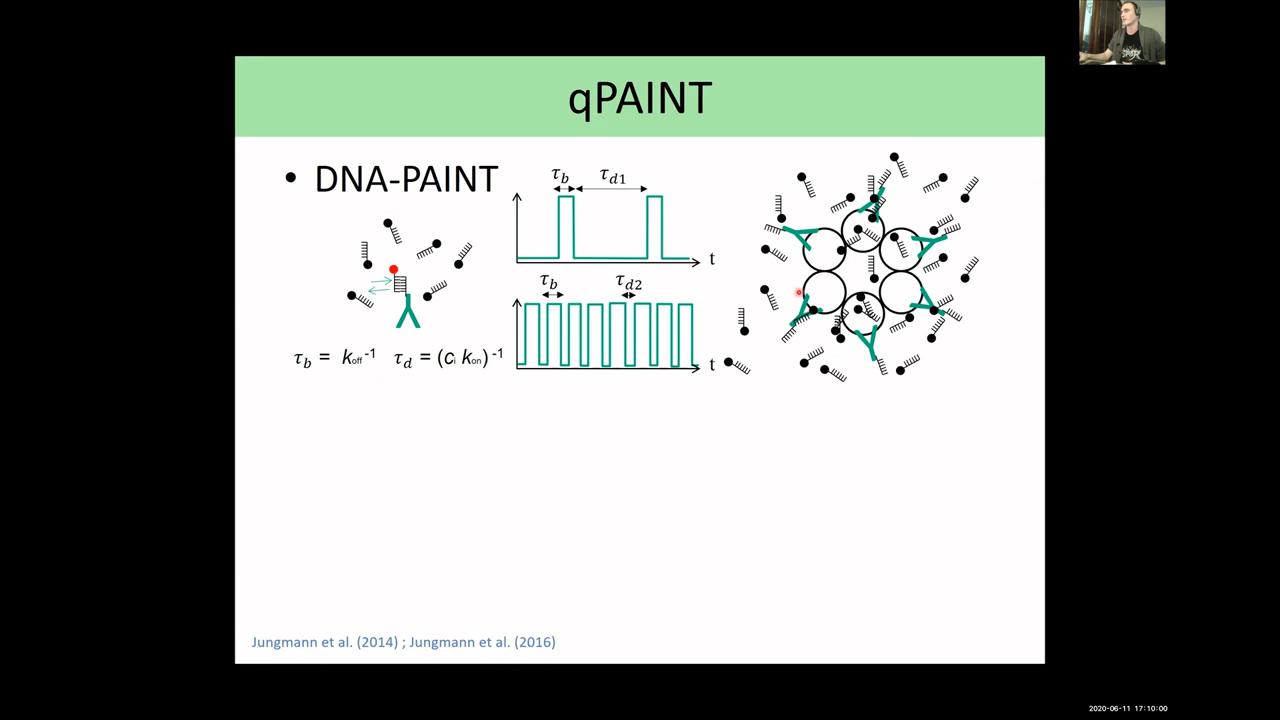 qPAINT
• DNA-PAINT
τb τd1
t
τb τd2
t
τb = koff-1 τd = (ci kon)-1
Jungmann et al. (2014) ; Jungmann et al. (2016)
2020-06-11 17:10:00